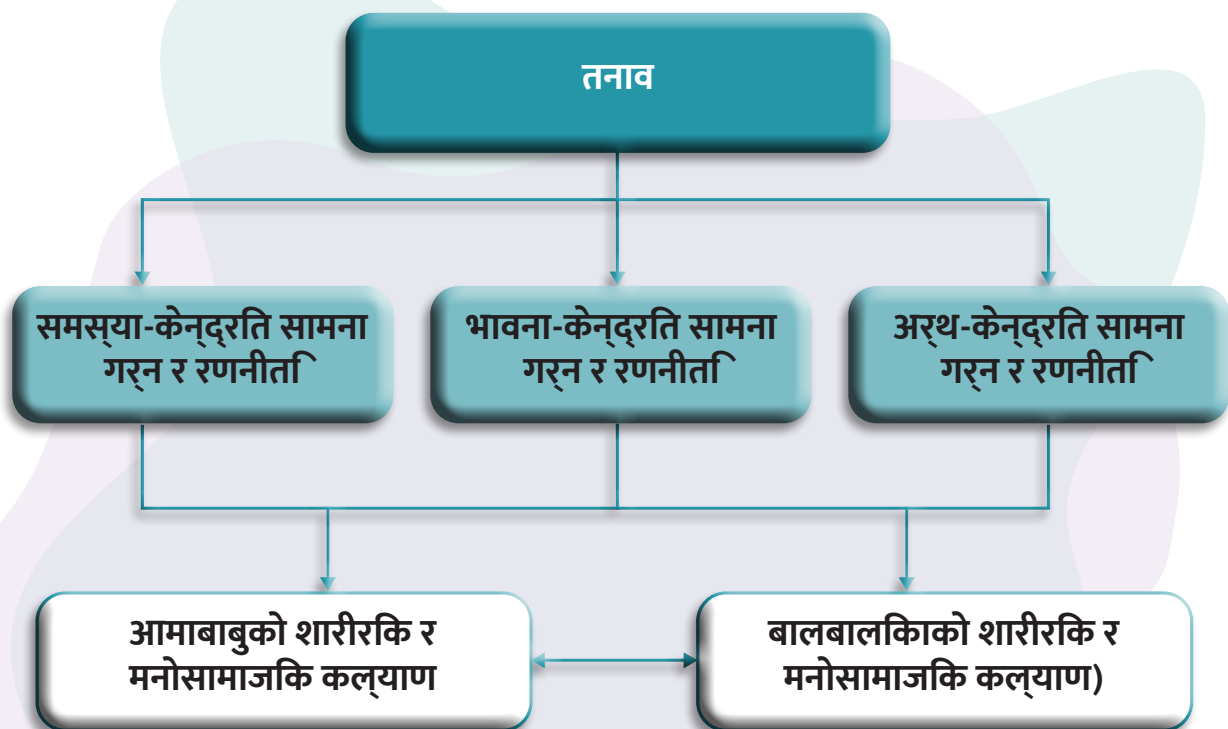 तनाव
समस्या-केन्द्रित सामना
गर्न र रणनीति
भावना-केन्द्रित सामना
गर्न र रणनीति
अर्थ-केन्द्रित सामना
गर्न र रणनीति
आमाबाबुको शारीरिक र
मनोसामाजिक कल्याण
बालबालिकाको शारीरिक र
मनोसामाजिक कल्याण)